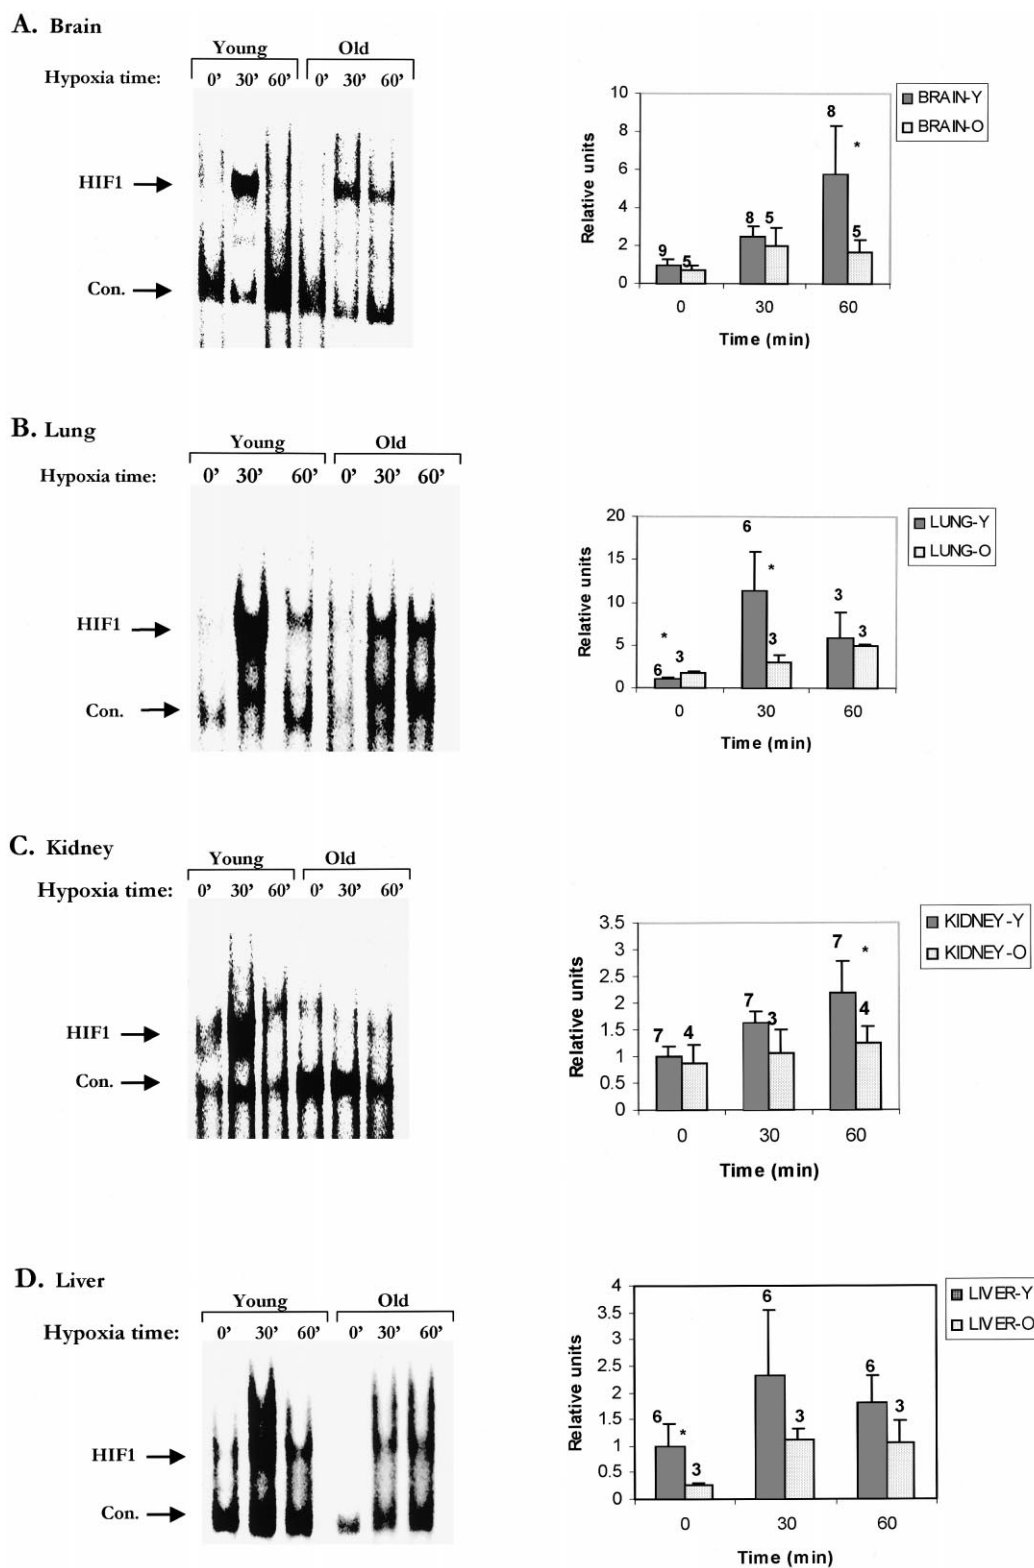 A. Brain
Young Old
Hypoxia time: 0’ 30’ 60’ 0’ 30’ 60’
HIF1
Con.
Relative units
10
8
6
4
2
0
9 5
8 5
8 * 5
0 30 60
Time (min)
BRAIN-Y
BRAIN-O
B. Lung
Young Old
Hypoxia time: 0’ 30’ 60’ 0’ 30’ 60’
HIF1
Con.
Relative units
20
15
10
5
0
* 6 3
6 * 3
3 3
0 30 60
Time (min)
LUNG-Y
LUNG-O
C. Kidney
Young Old
Hypoxia time: 0’ 30’ 60’ 0’ 30’ 60’
HIF1
Con.
Relative units
3.5
3
2.5
2
1.5
1
0.5
0
7 4
7 3
7 * 4
0 30 60
Time (min)
KIDNEY-Y
KIDNEY-O
D. Liver
Young Old
Hypoxia time: 0’ 30’ 60’ 0’ 30’ 60’
HIF1
Con.
Relative units
4
3.5
3
2.5
2
1.5
1
0.5
0
6 * 3
6 3
6 3
0 30 60
Time (min)
LIVER-Y
LIVER-O